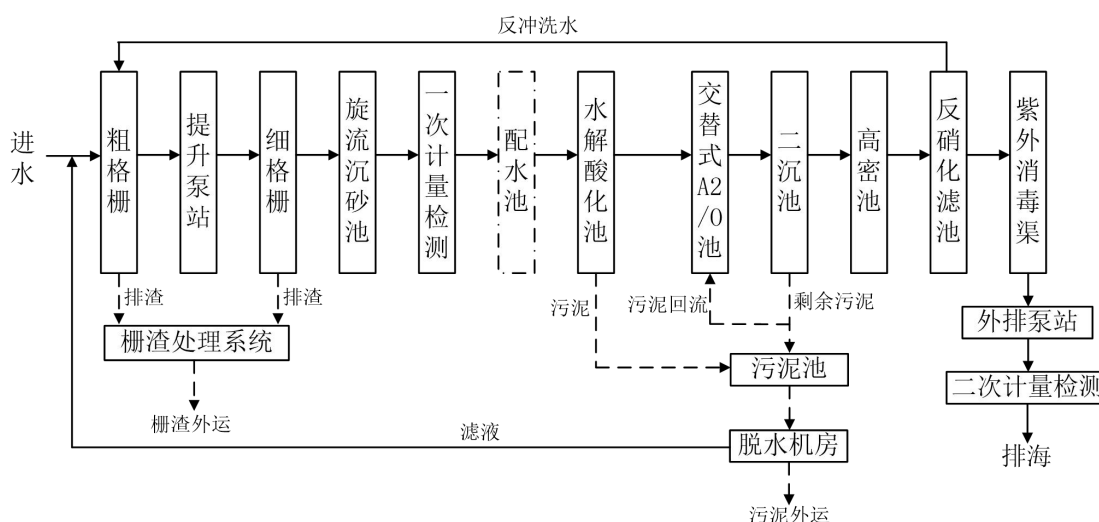 反冲洗水
进水
粗格栅
提升泵站
细格栅
旋流沉砂池
一次计量检测
配水池
水解酸化池
交替式A2/O池
二沉池
高密池
反硝化滤池
紫外消毒渠
排渣
排渣
污泥
污泥回流
剩余污泥
栅渣处理系统
外排泵站
污泥池
二次计量检测
栅渣外运
滤液
脱水机房
排海
污泥外运